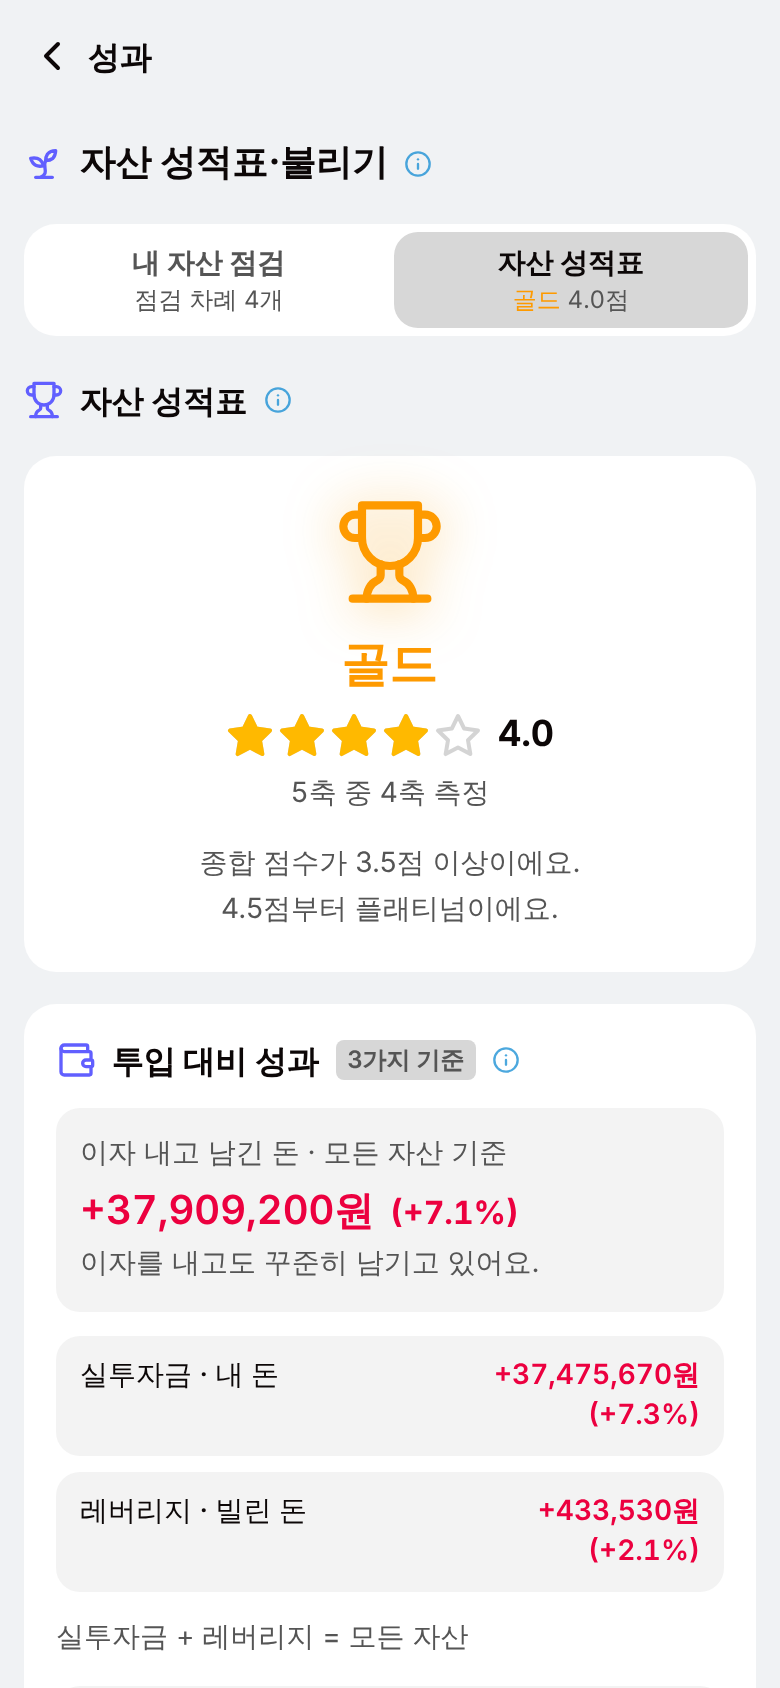 성과
자산 성적표·불리기
내 자산 점검
점검 차례 4개
자산 성적표
골드 4.0점
자산 성적표
골드
4.0
5축 중 4축 측정
종합 점수가 3.5점 이상이에요.
4.5점부터 플래티넘이에요.
투입 대비 성과 3가지 기준
이자 내고 남긴 돈 · 모든 자산 기준
+37,909,200원 (+7.1%)
이자를 내고도 꾸준히 남기고 있어요.
실투자금 · 내 돈 +37,475,670원
(+7.3%)
레버리지 · 빌린 돈 +433,530원
(+2.1%)
실투자금 + 레버리지 = 모든 자산